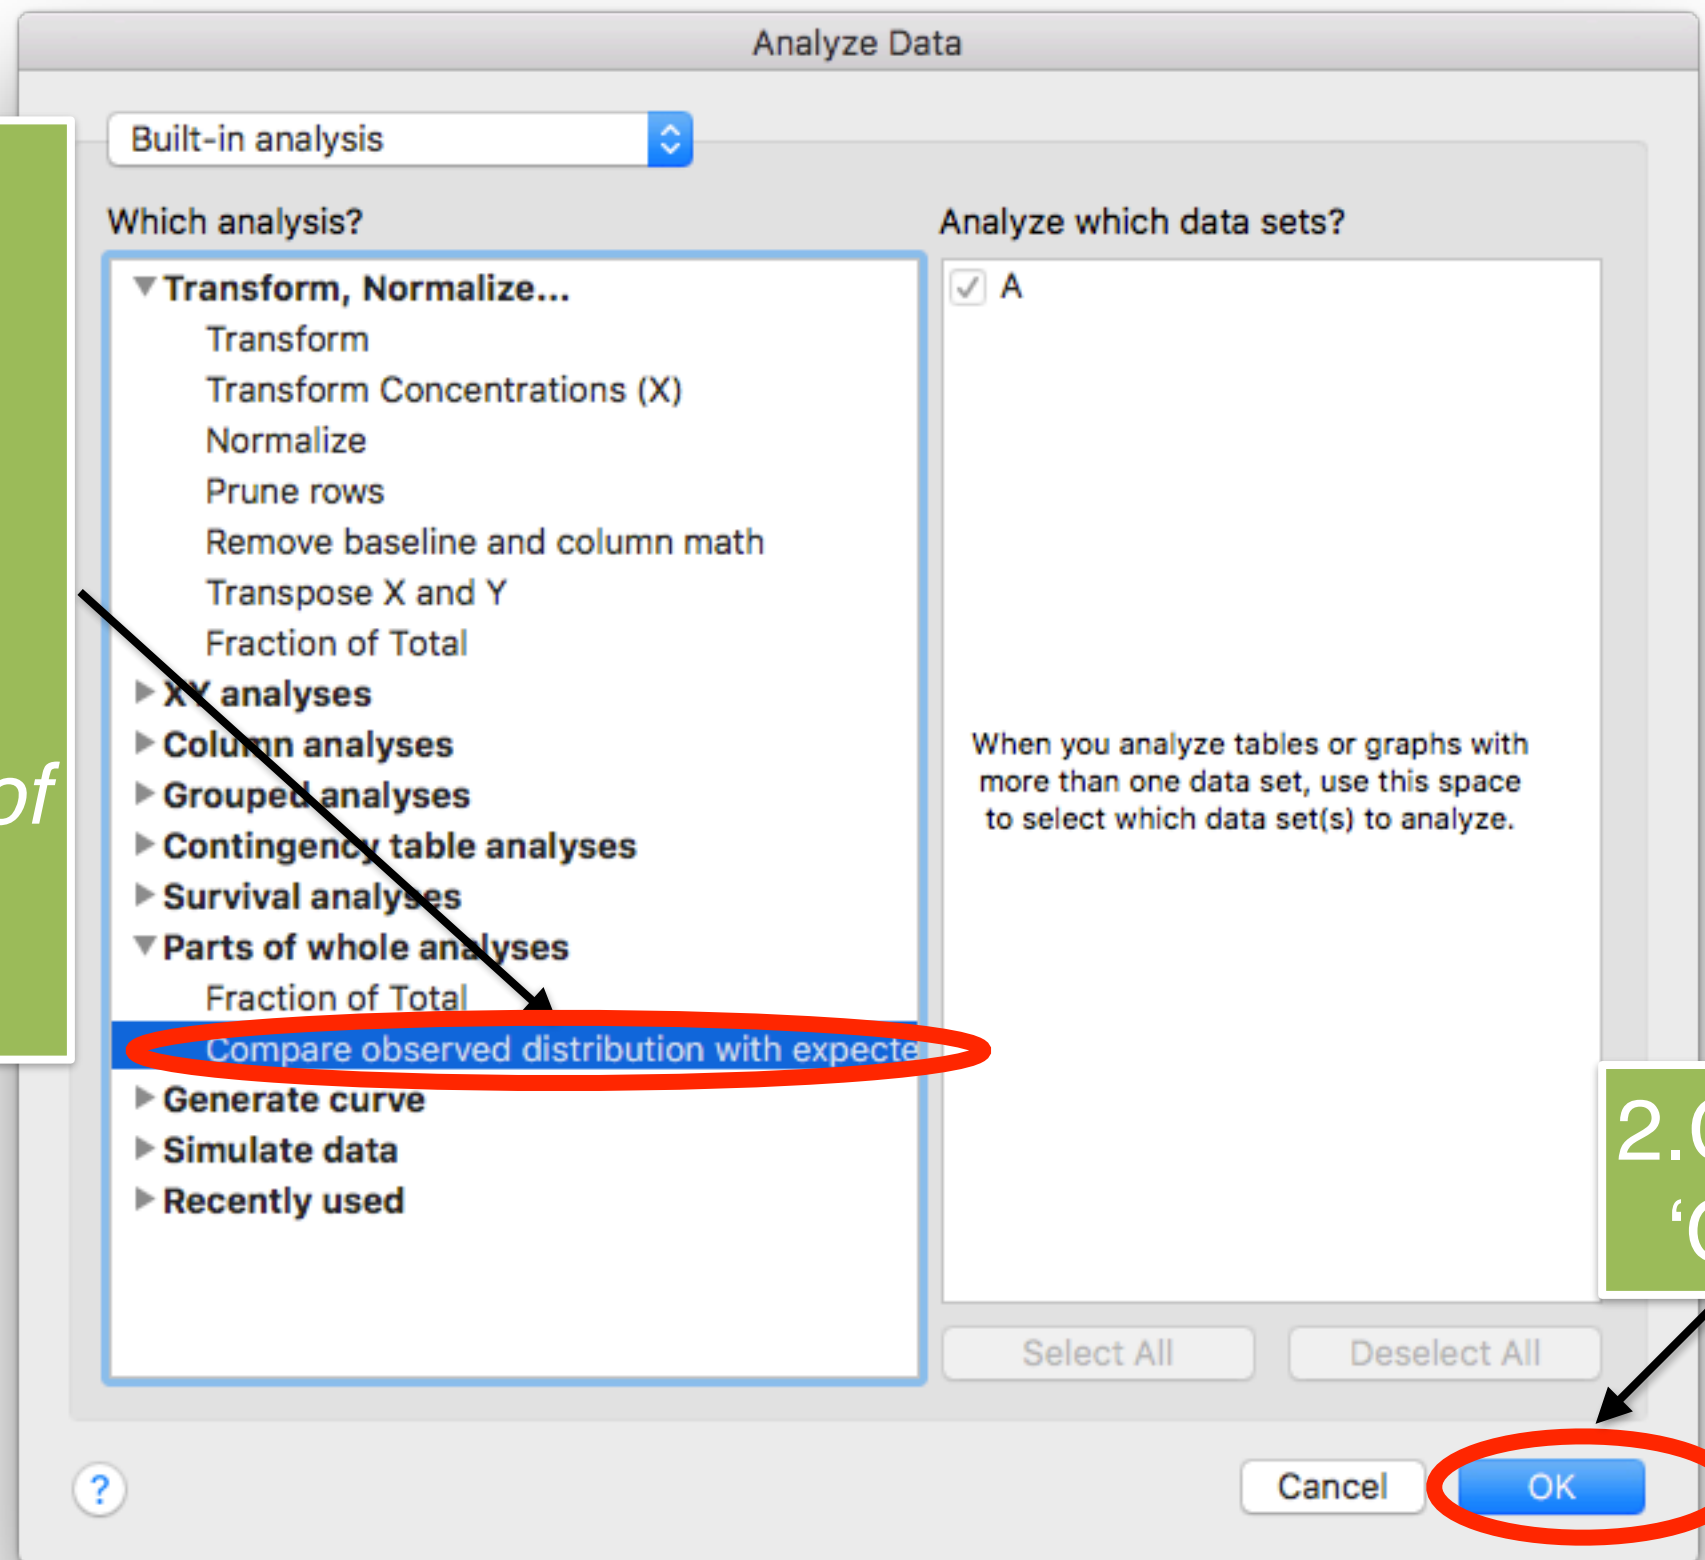 Analyze Data
Built-in analysis
Which analysis?
Transform, Normalize...
Transform
Transform Concentrations (X)
Normalize
Prune rows
Remove baseline and column math
Transpose X and Y
Fraction of Total
XY analyses
Column analyses
Grouped analyses
Contingency table analyses
Survival analyses
Parts of whole analyses
Fraction of Total
Compare observed distribution with expecte
Generate curve
Simulate data
Recently used
Analyze which data sets?
A
When you analyze tables or graphs with
more than one data set, use this space
to select which data set(s) to analyze.
Select All
Deselect All
?
Cancel
OK
of
2.